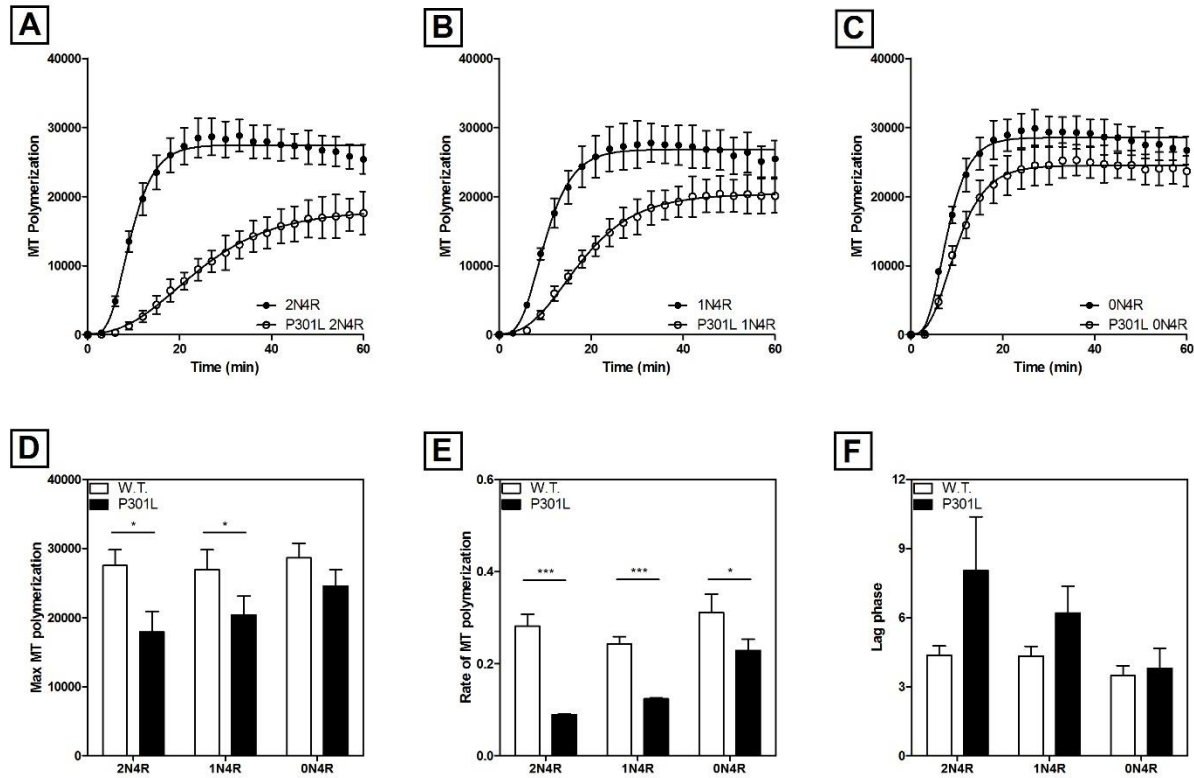 A
B
C
40000
30000
20000
10000
0
MT Polymerization
2N4R
P301L 2N4R
0 20 40 60
Time (min)
40000
30000
20000
10000
0
MT Polymerization
1N4R
P301L 1N4R
0 20 40 60
Time (min)
40000
30000
20000
10000
0
MT Polymerization
0N4R
P301L 0N4R
0 20 40 60
Time (min)
D
E
F
40000
30000
20000
10000
0
Max MT polymerization
W.T.
P301L
* *
2N4R 1N4R 0N4R
0.6
0.4
0.2
0.0
Rate of MT polymerization
W.T.
P301L
*** *** *
2N4R 1N4R 0N4R
12
9
6
3
0
Lag phase
W.T.
P301L
2N4R 1N4R 0N4R